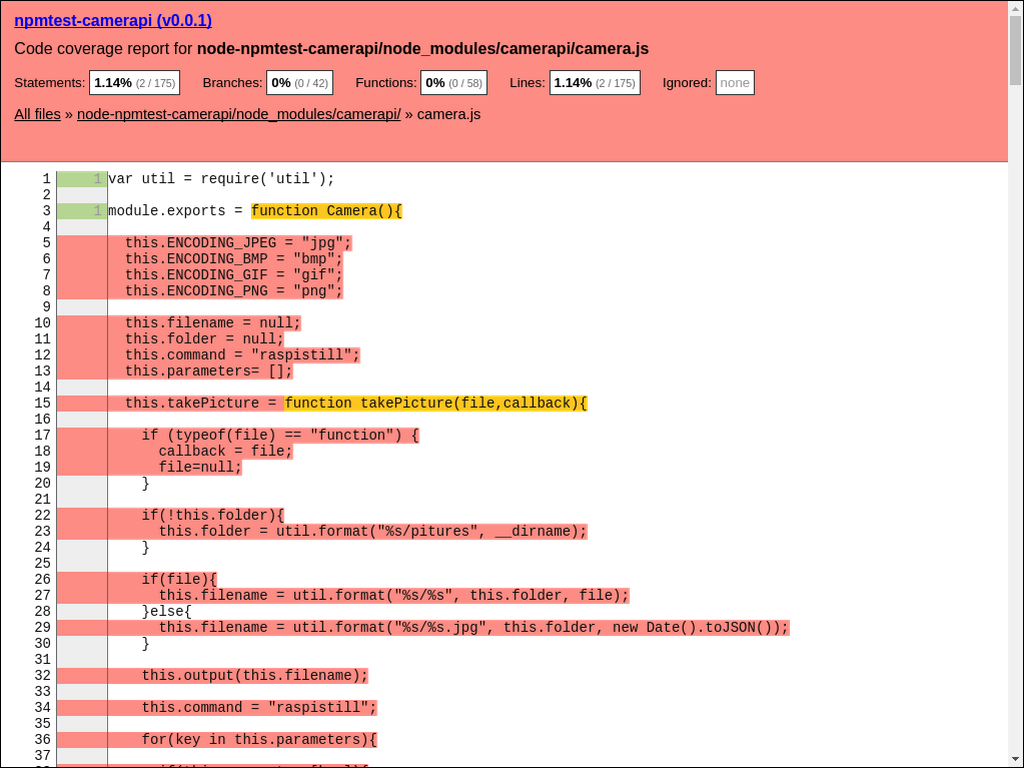 npmtest-camerapi (v0.0.1)
Code coverage report for node-npmtest-camerapi/node_modules/camerapi/camera.js
Statements: 1.14% (2 / 175) Branches: 0% (0 / 42) Functions: 0% (0 / 58) Lines: 1.14% (2 / 175) Ignored: none
All files » node-npmtest-camerapi/node_modules/camerapi/ » camera.js
1 1 var util = require('util');
2
3 1 module.exports = function Camera(){
4
5 this.ENCODING_JPEG = "jpg";
6 this.ENCODING_BMP = "bmp";
7 this.ENCODING_GIF = "gif";
8 this.ENCODING_PNG = "png";
9
10 this.filename = null;
11 this.folder = null;
12 this.command = "raspistill";
13 this.parameters= [];
14
15 this.takePicture = function takePicture(file,callback){
16
17 if (typeof(file) == "function") {
18 callback = file;
19 file=null;
20 }
21
22 if(!this.folder){
23 this.folder = util.format("%s/pitures", __dirname);
24 }
25
26 if(file){
27 this.filename = util.format("%s/%s", this.folder, file);
28 }else{
29 this.filename = util.format("%s/%s.jpg", this.folder, new Date().toJSON());
30 }
31
32 this.output(this.filename);
33
34 this.command = "raspistill";
35
36 for(key in this.parameters){
37